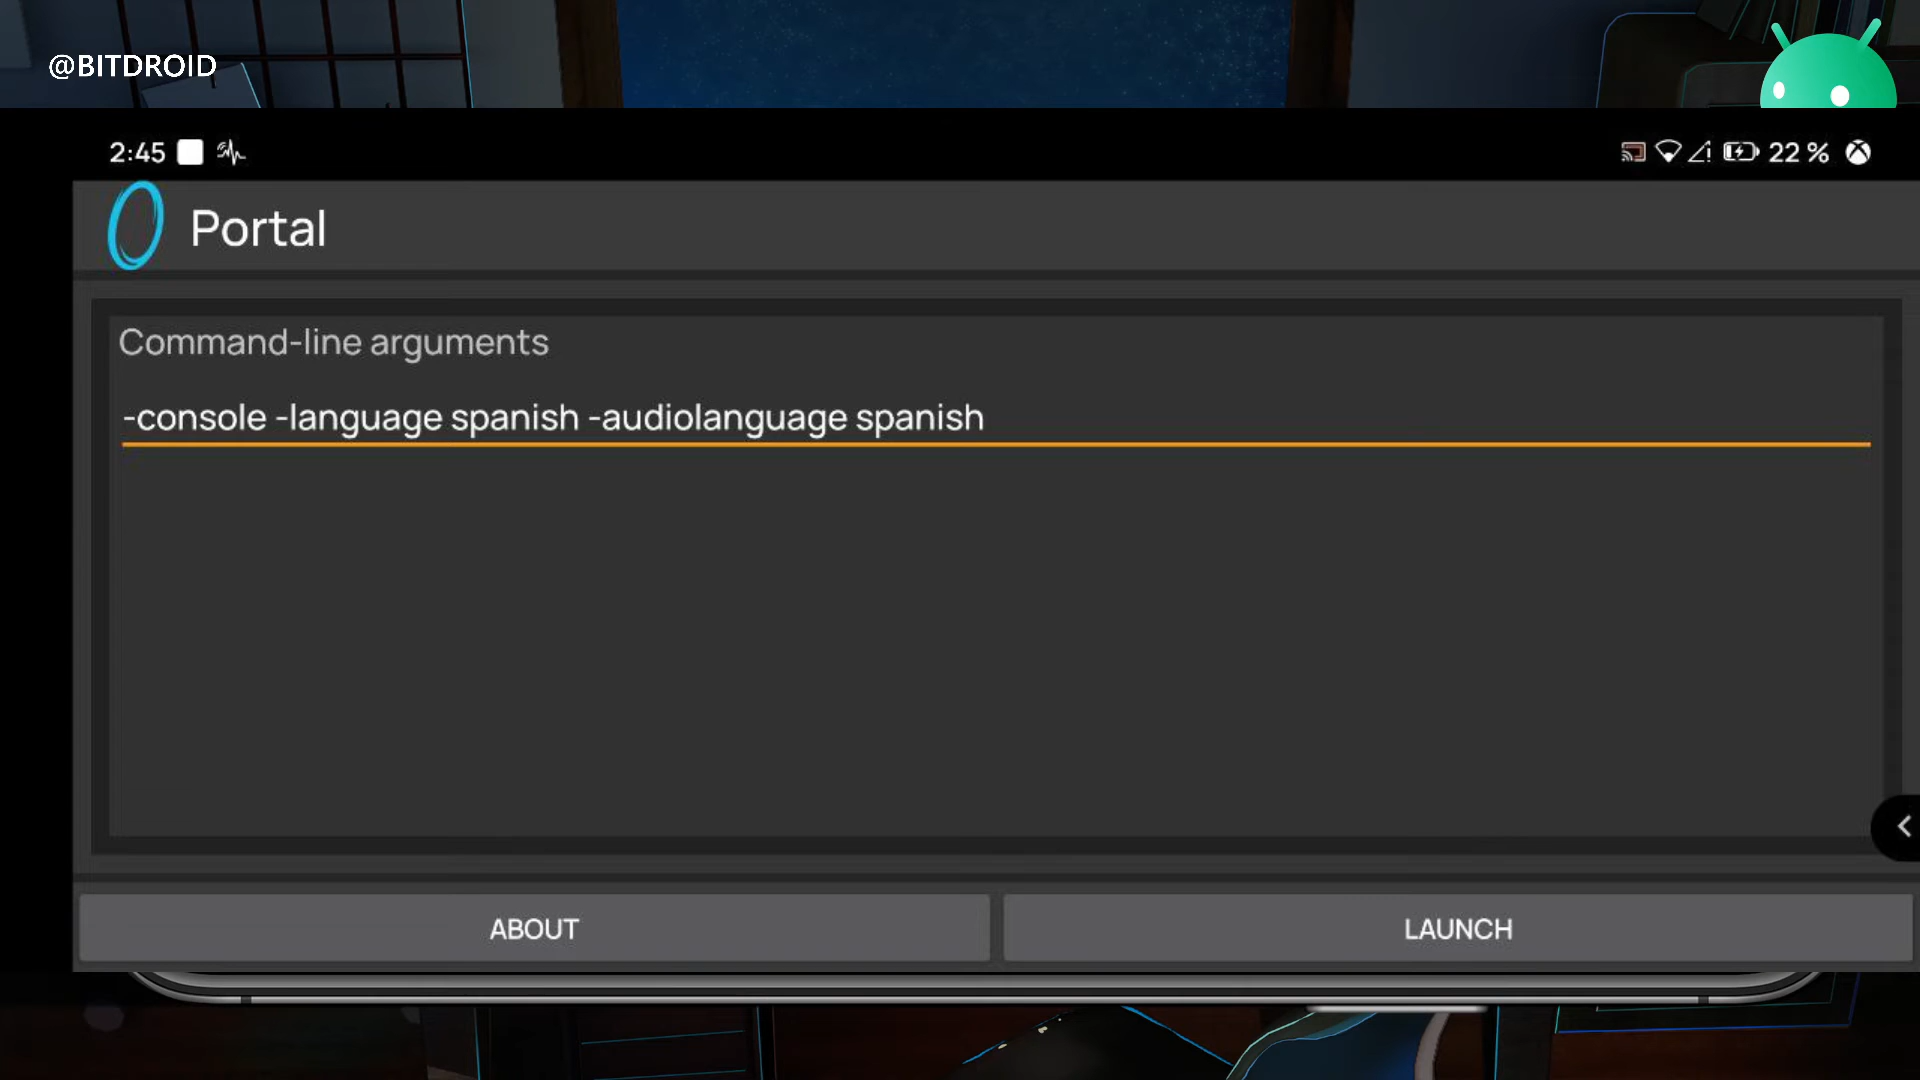 @BITDROID
2:45
22 %
Portal
Command-line arguments
-console -language spanish -audiolanguage spanish
ABOUT
LAUNCH